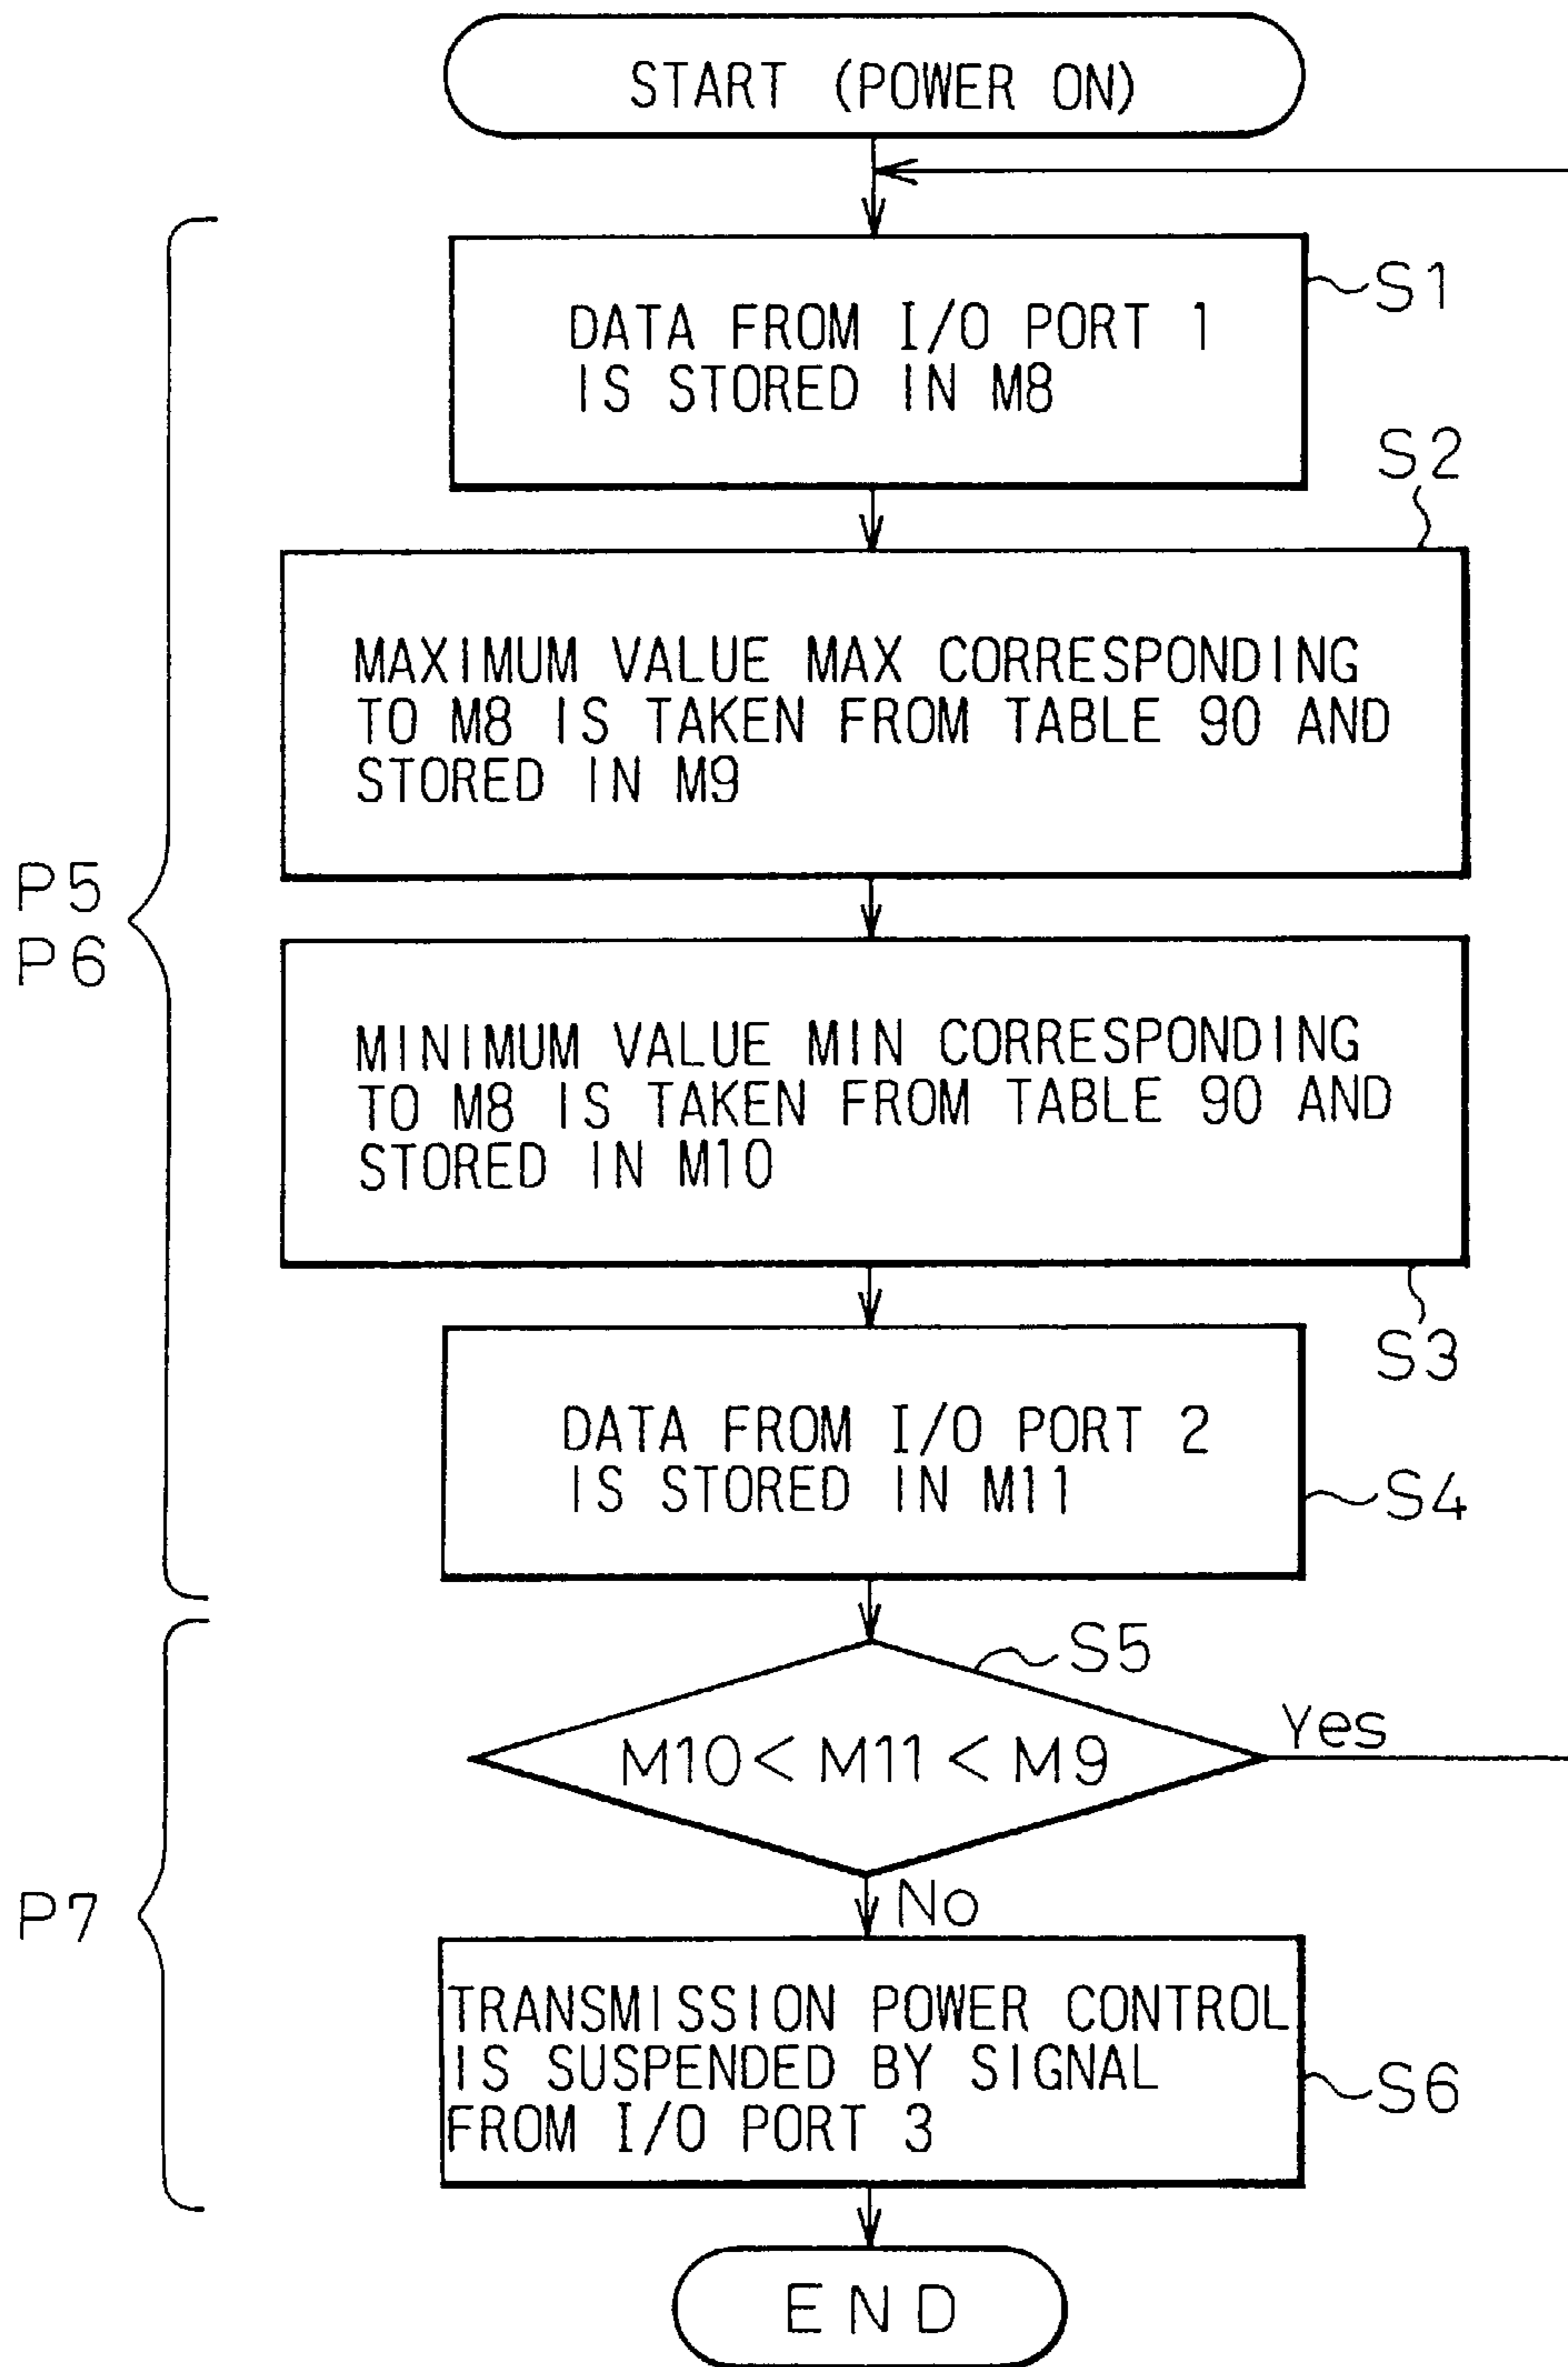 START (POWER ON)
DATA FROM I/O PORT 1
IS STORED IN M8
S1
S2
MAXIMUM VALUE MAX CORRESPONDING
TO M8 IS TAKEN FROM TABLE 90 AND
STORED IN M9
P5
P6
MINIMUM VALUE MIN CORRESPONDING
TO M8 IS TAKEN FROM TABLE 90 AND
STORED IN M10
S3
DATA FROM I/O PORT 2
IS STORED IN M11
S4
S5
M10<M11<M9
Yes
No
P7
TRANSMISSION POWER CONTROL
IS SUSPENDED BY SIGNAL
FROM I/O PORT 3
S6
END